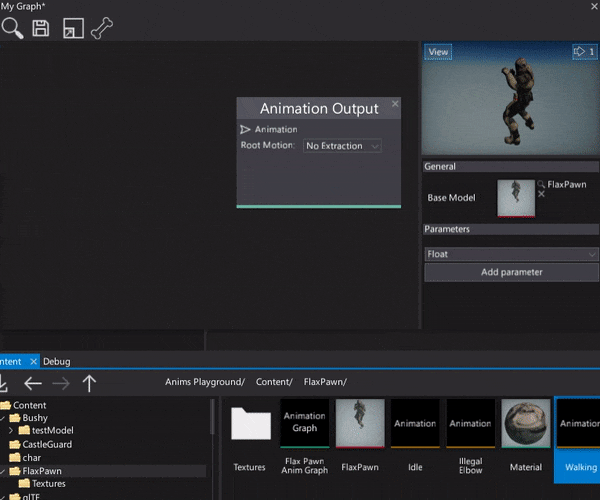 My Graph*
View
1
Animation Output
Animation
Root Motion: No Extraction
General
Base Model
FlaxPawn
Parameters
Float
Add parameter
ntent
Debug
Anims Playground/ Content/ FlaxPawn/
Content
Bushy
testModel
CastleGuard
char
FlaxPawn
Textures
glTF
Animation
Graph
Animation
Animation
Animation
Textures
Flax Pawn
Anim Graph
FlaxPawn
Idle
Illegal
Elbow
Material
Walking